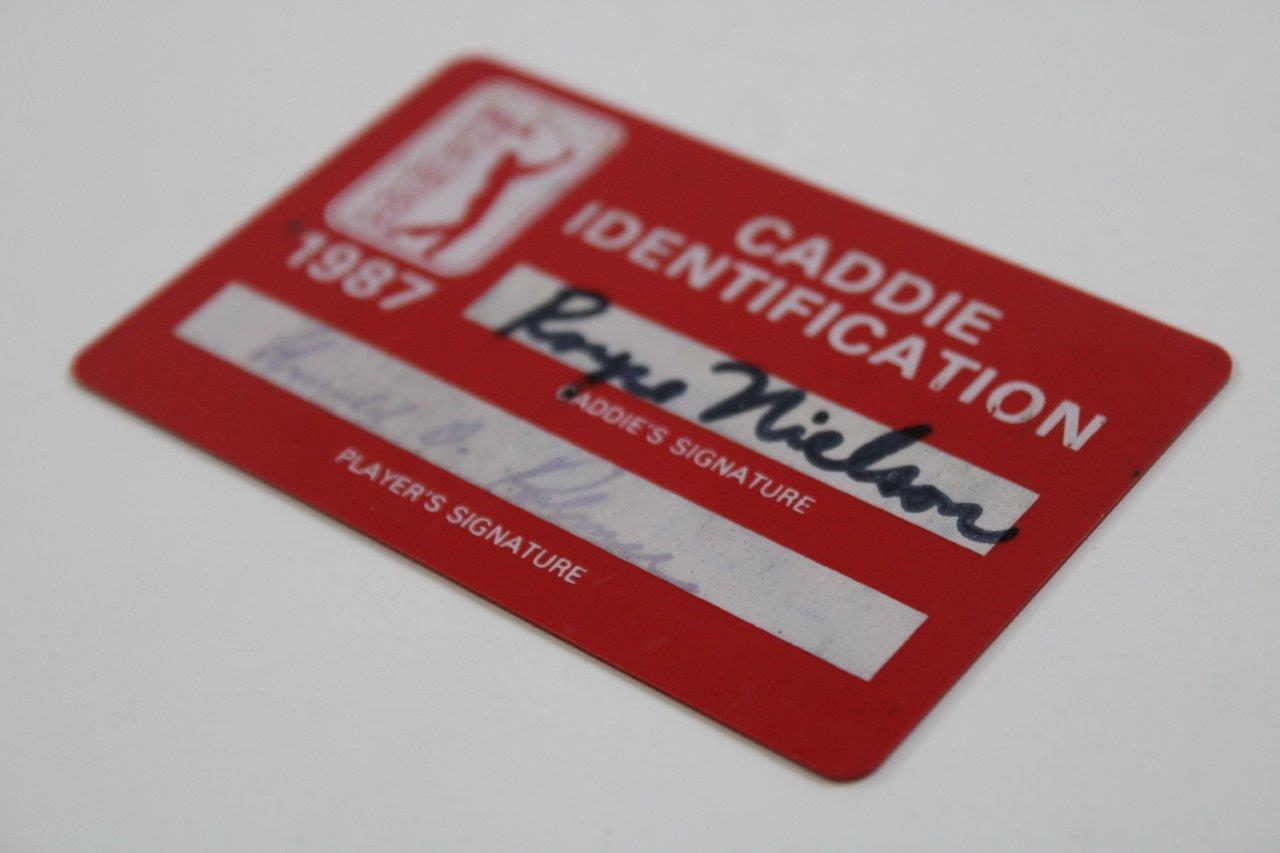 CADDIE
IDENTIFICATION
1987
Royce Nielson
CADDIE'S SIGNATURE
PLAYER'S SIGNATURE